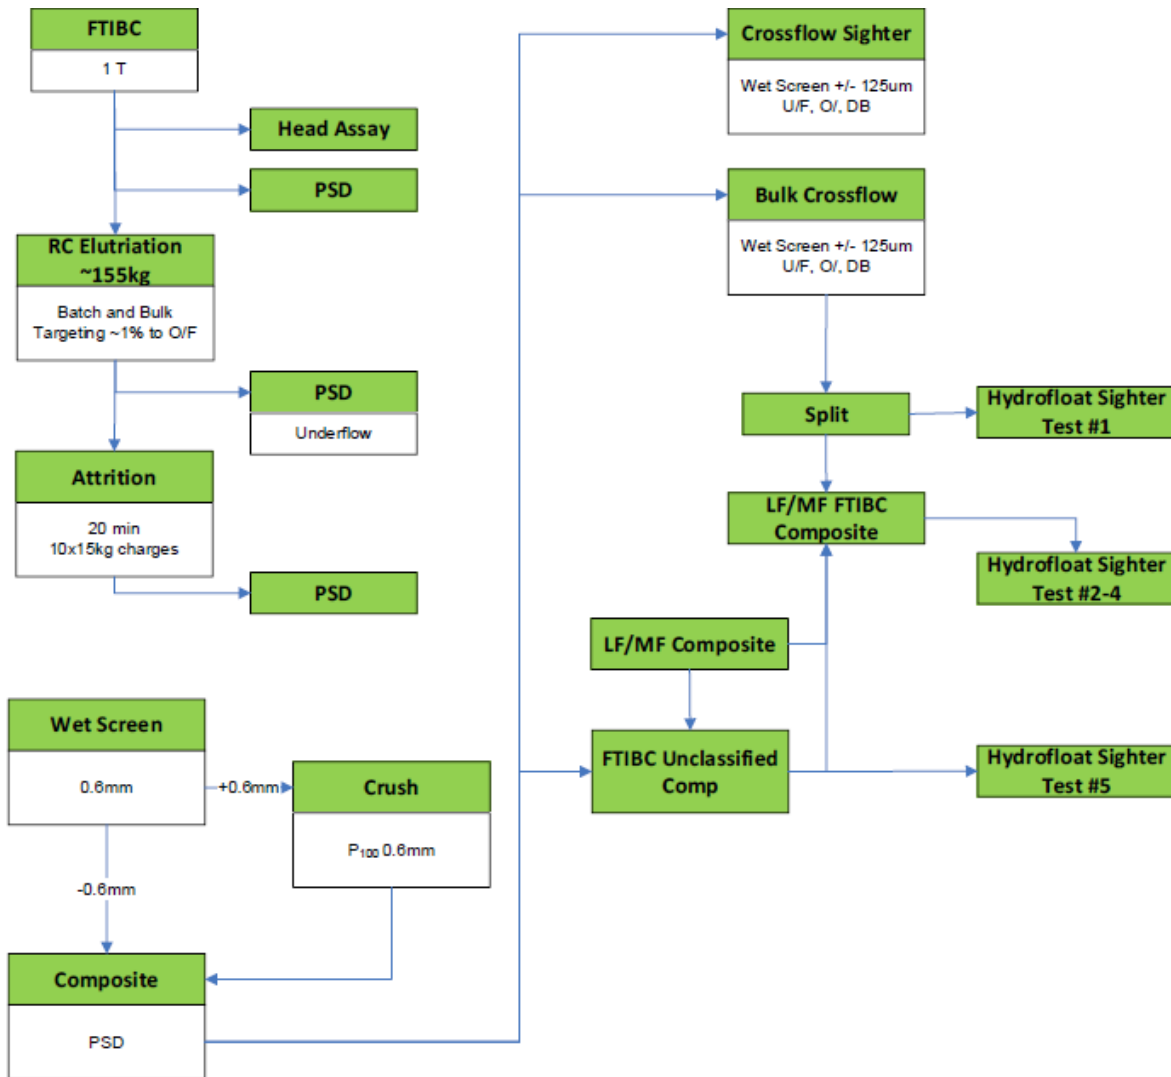 FTIBC
1 T
Head Assay
PSD
RC Elutriation
~155kg
Batch and Bulk
Targeting ~1% to O/F
PSD
Underflow
Attrition
20 min
10x15kg charges
PSD
Wet Screen
0.6mm
+0.6mm
Crush
P₁₀₀ 0.6mm
-0.6mm
Composite
PSD
Crossflow Sighter
Wet Screen +/- 125um
U/F, O/, DB
Bulk Crossflow
Wet Screen +/- 125um
U/F, O/, DB
Split
Hydrofloat Sighter
Test #1
LF/MF FTIBC
Composite
Hydrofloat Sighter
Test #2-4
LF/MF Composite
FTIBC Unclassified
Comp
Hydrofloat Sighter
Test #5